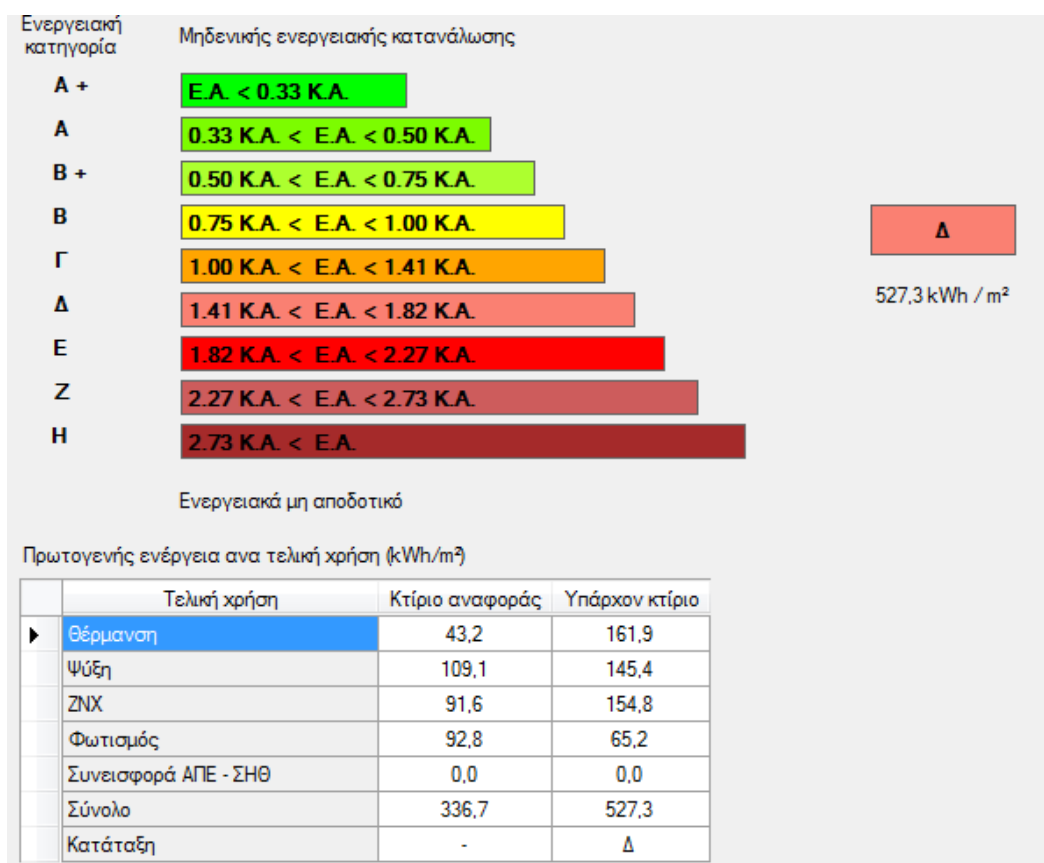 Ενεργειακή
κατηγορία
Μηδενικής ενεργειακής κατανάλωσης
Α +
Ε.Α. < 0.33 Κ.Α.
Α
0.33 Κ.Α. < Ε.Α. < 0.50 Κ.Α.
Β +
0.50 Κ.Α. < Ε.Α. < 0.75 Κ.Α.
Β
0.75 Κ.Α. < Ε.Α. < 1.00 Κ.Α.
Δ
Γ
1.00 Κ.Α. < Ε.Α. < 1.41 Κ.Α.
527,3 kWh / m²
Δ
1.41 Κ.Α. < Ε.Α. < 1.82 Κ.Α.
Ε
1.82 Κ.Α. < Ε.Α. < 2.27 Κ.Α.
Ζ
2.27 Κ.Α. < Ε.Α. < 2.73 Κ.Α.
Η
2.73 Κ.Α. < Ε.Α.
Ενεργειακά μη αποδοτικό
Πρωτογενής ενέργεια ανα τελική χρήση (kWh/m²)
Τελική χρήση Κτίριο αναφοράς Υπάρχον κτίριο
Θέρμανση 43,2 161,9
Ψύξη 109,1 145,4
ΖΝΧ 91,6 154,8
Φωτισμός 92,8 65,2
Συνεισφορά ΑΠΕ - ΣΗΘ 0,0 0,0
Σύνολο 336,7 527,3
Κατάταξη - Δ